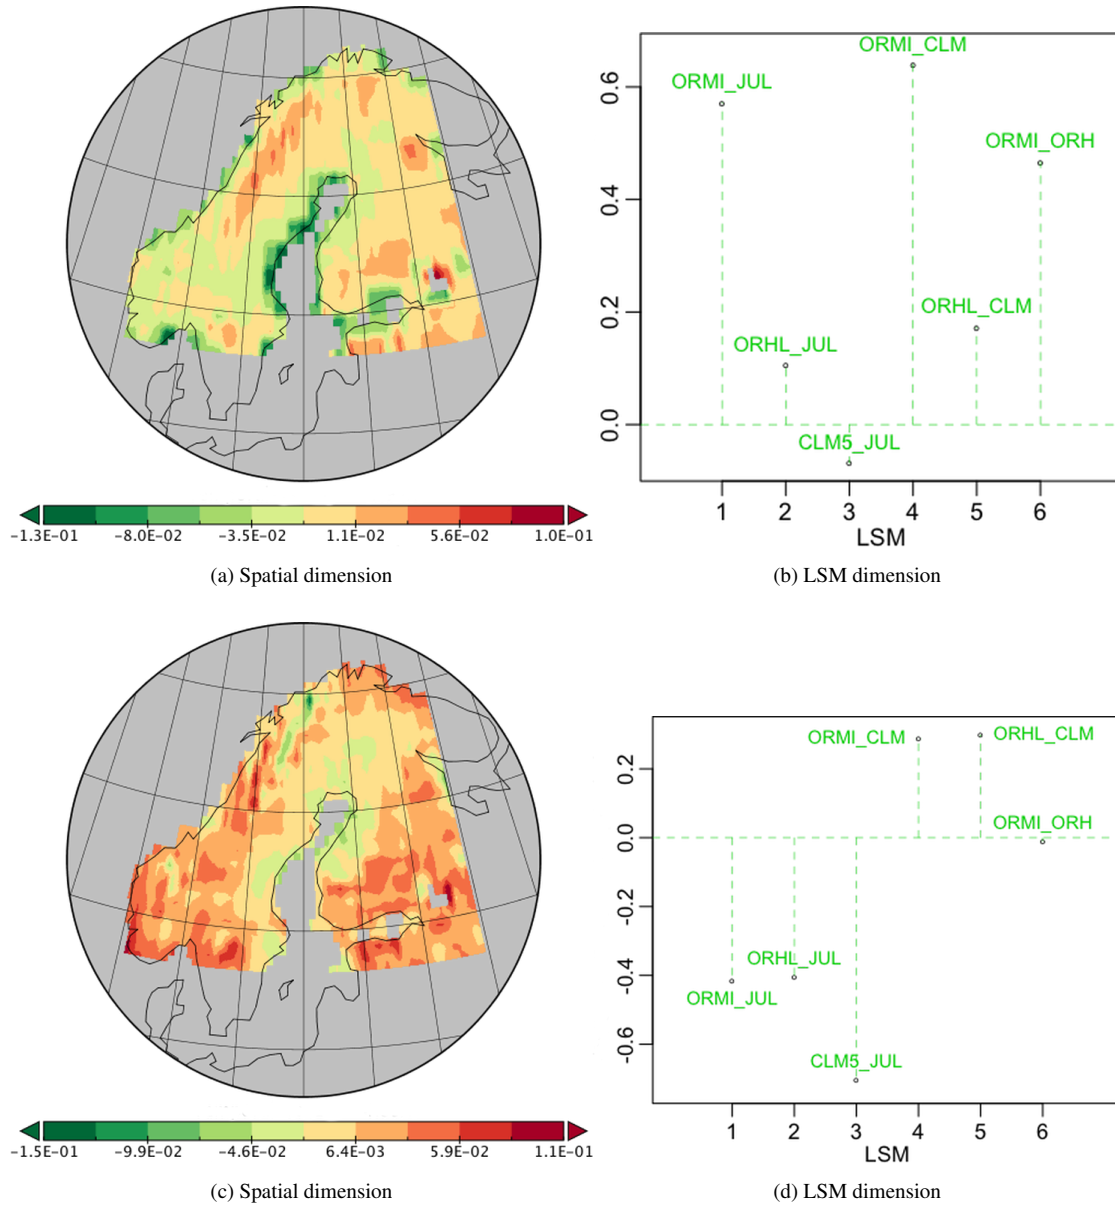 ORMI_CLM
ORMI_JUL
ORMI_ORH
ORHL_CLM
ORHL_JUL
CLM5_JUL
0.6
0.4
0.2
0.0
1 2 3 4 5 6
LSM
-1.3E-01 -8.0E-02 -3.5E-02 1.1E-02 5.6E-02 1.0E-01
(a) Spatial dimension
(b) LSM dimension
ORMI_CLM
ORHL_CLM
ORMI_ORH
ORHL_JUL
ORMI_JUL
CLM5_JUL
0.2
0.0
-0.2
-0.4
-0.6
1 2 3 4 5 6
LSM
-1.5E-01 -9.9E-02 -4.6E-02 6.4E-03 5.9E-02 1.1E-01
(c) Spatial dimension
(d) LSM dimension